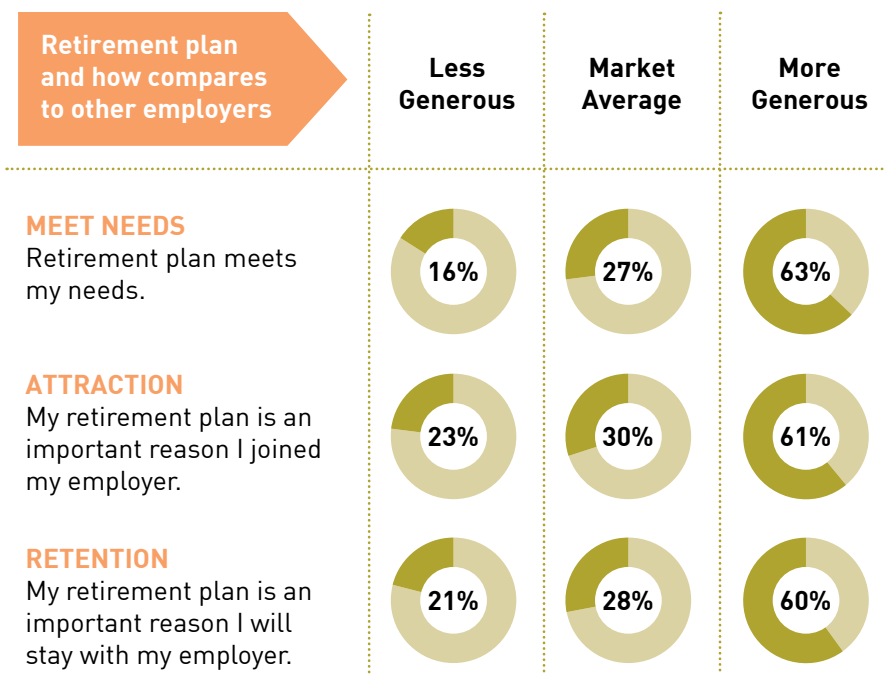 Retirement plan
and how compares
to other employers
Less
Generous
Market
Average
More
Generous
MEET NEEDS
Retirement plan meets
my needs.
16%
27%
63%
ATTRACTION
My retirement plan is an
important reason I joined
my employer.
23%
30%
61%
RETENTION
My retirement plan is an
important reason I will
stay with my employer.
21%
28%
60%